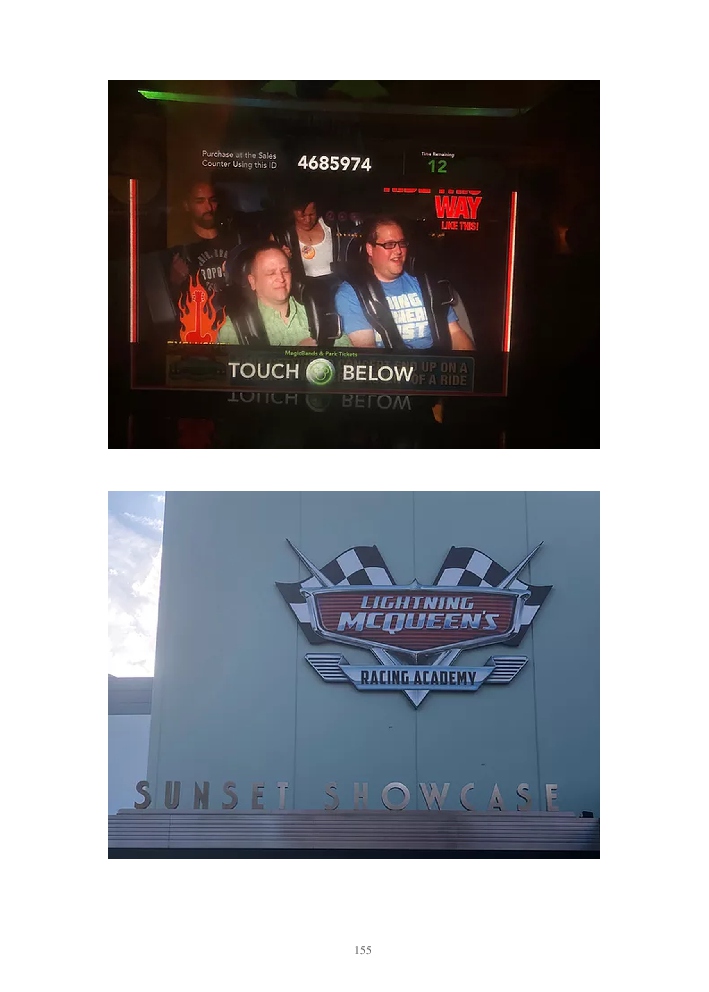 Purchase at the Sales
Counter Using this ID
4685974
Time Remaining
12
WAY
LIKE THIS!
MagicBands & Park Tickets
TOUCH BELOW
UP ON A
OF A RIDE
LIGHTNING
McQUEEN'S
RACING ACADEMY
SUNSET SHOWCASE
155